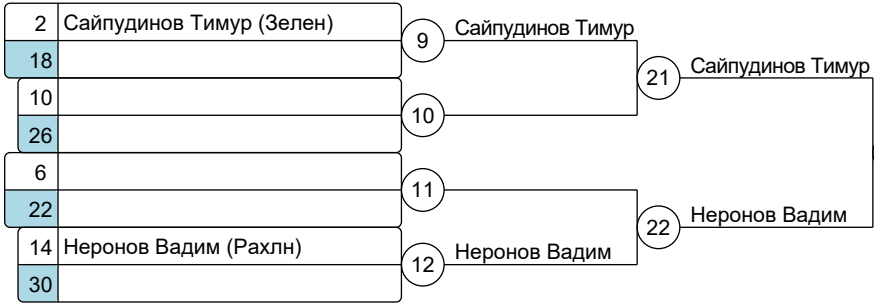 2 Сайпудинов Тимур (Зелен)
9 Сайпудинов Тимур
18
21 Сайпудинов Тимур
10
10
26
6
11
22
22 Неронов Вадим
14 Неронов Вадим (Рахлн)
12 Неронов Вадим
30